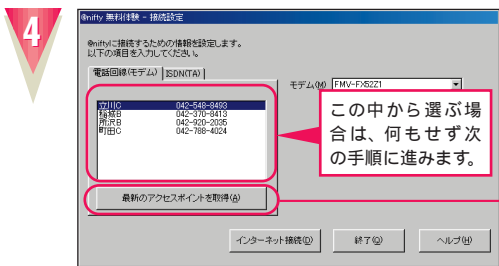 4
@nifty 無料体験 - 接続設定
@niftyに接続するための情報を設定します。
以下の項目を入力してください。
電話回線(モデム) ISDN(TA)
モデム(M) FMV-FX52Z1
立川C 042-548-8493
稲城B 042-370-8413
所沢B 042-920-2035
町田C 042-788-4024
この中から選ぶ場
合は、何もせず次
の手順に進みます。
最新のアクセスポイントを取得(A)
インターネット接続(D) 終了(Q) ヘルプ(H)